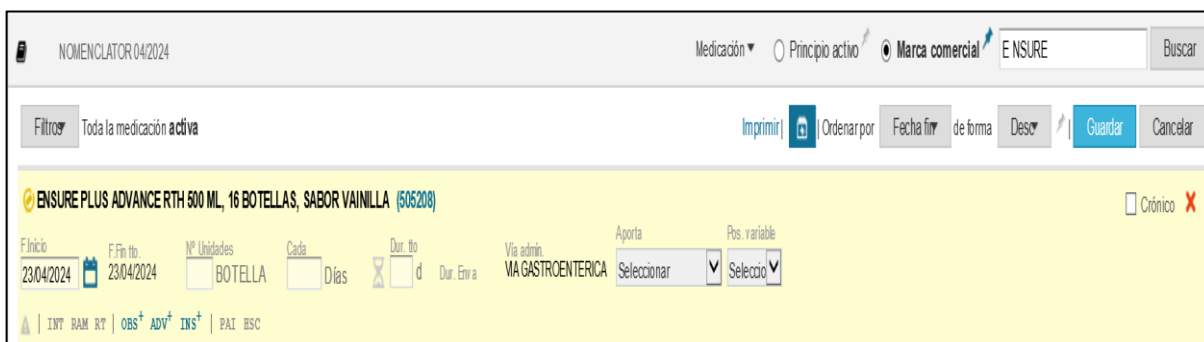 NOMENCLATOR 04/2024 Medicación Principio activo Marca comercial E NSURE Buscar
Filtros Toda la medicación activa Imprimir | | Ordenar por Fecha fin de forma Desc | Guardar Cancelar
ENSURE PLUS ADVANCE RTH 500 ML, 16 BOTELLAS, SABOR VAINILLA (505208) Crónico
F.Inicio F.Fin tto. Nº Unidades Cada Dur. tto Vía admin. Aporta Pos. variable
23/04/2024 23/04/2024 BOTELLA Días d Dur. Env a VIA GASTROENTERICA Seleccionar Seleccio
| INT RAM RT | OBS+ ADV+ INS+ | PAI HSC